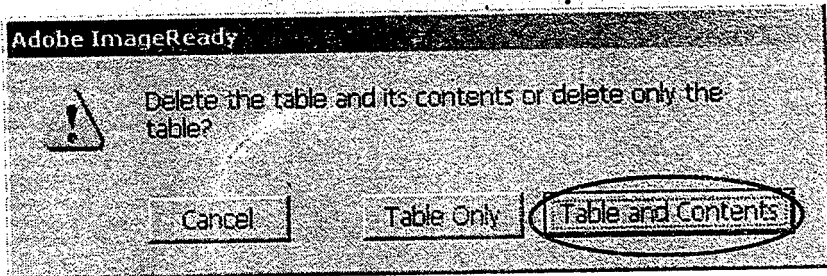 Adobe ImageReady
Delete the table and its contents or delete only the
table?
Cancel
Table Only
Table and Contents